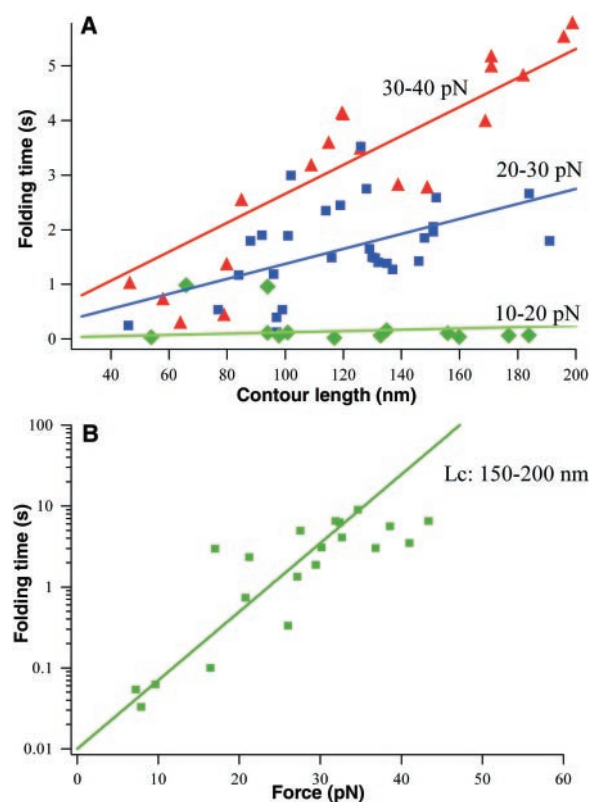 A
Folding time (s)
5
4
3
2
1
0
30-40 pN
20-30 pN
10-20 pN
40 60 80 100 120 140 160 180 200
Contour length (nm)
B
Folding time (s)
100
10
1
0.1
0.01
Lc: 150-200 nm
0 10 20 30 40 50 60
Force (pN)